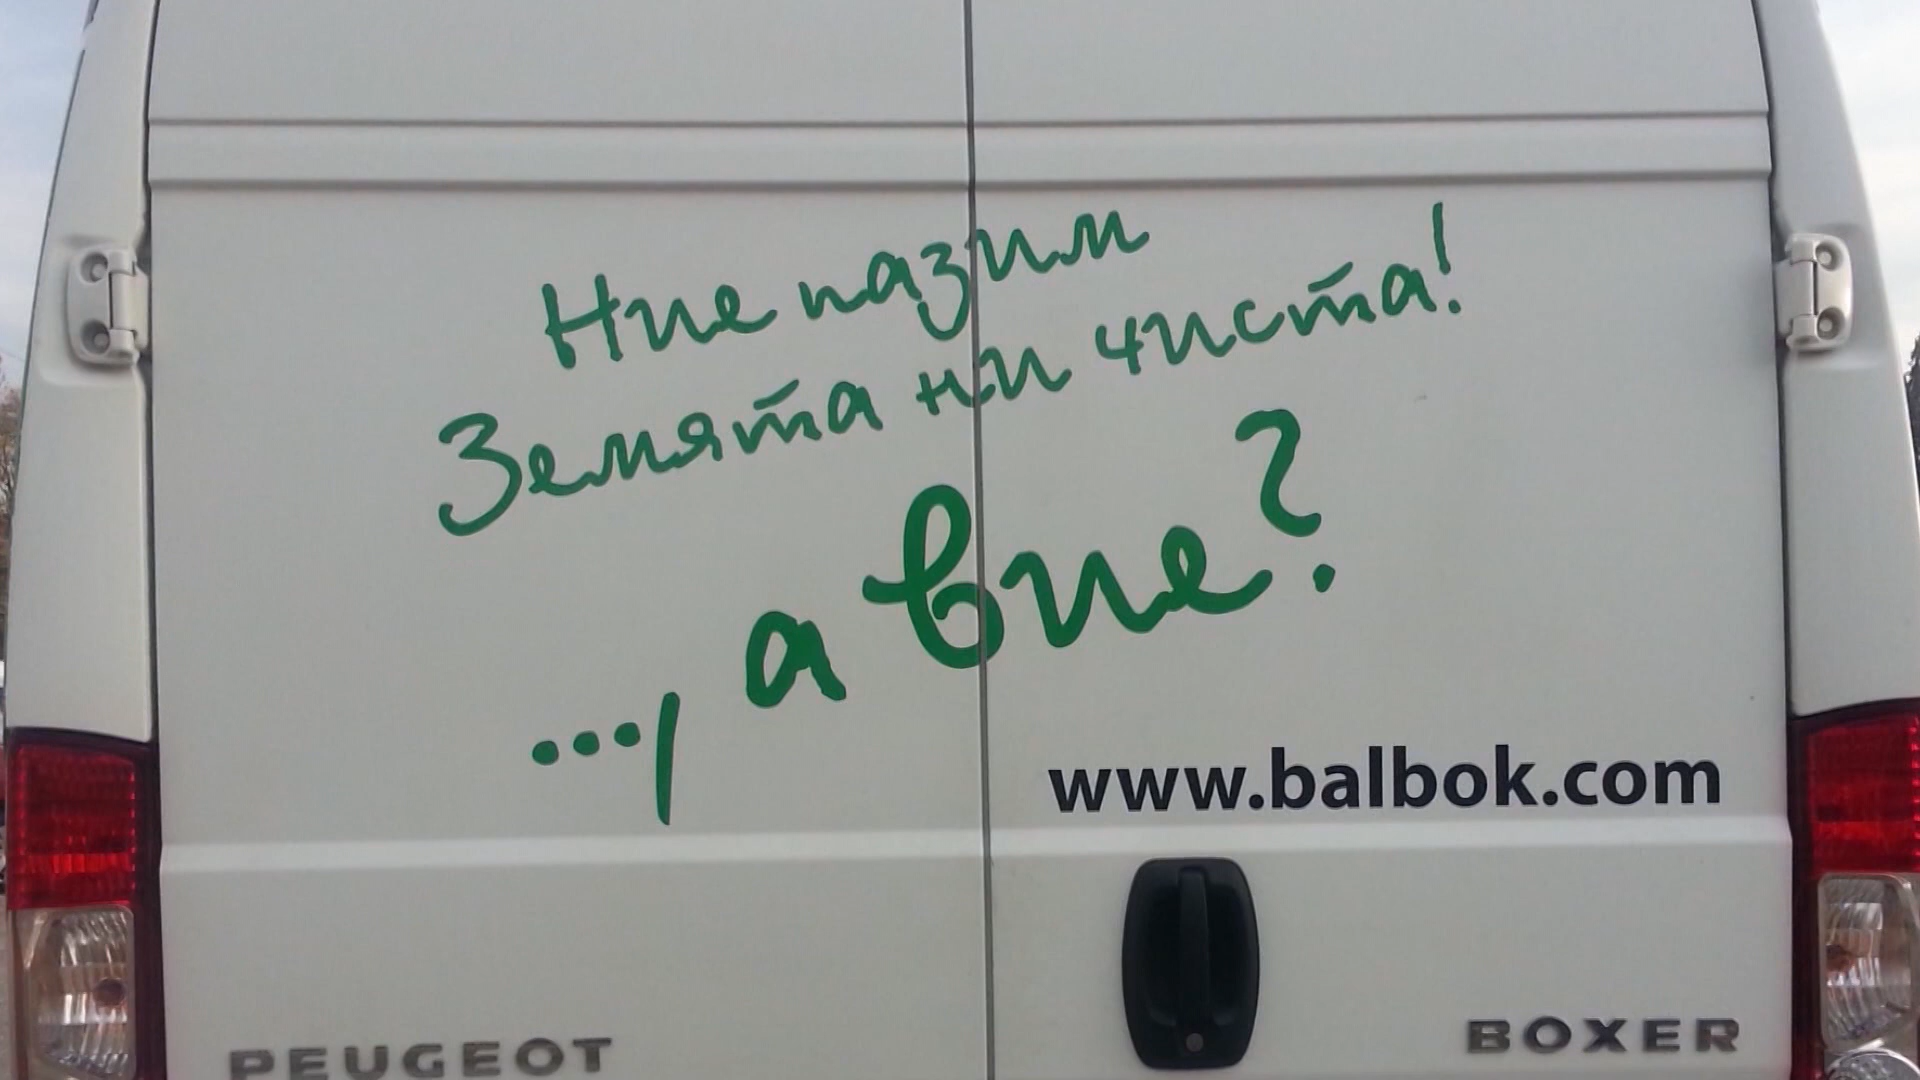 Ние пазим
Земята ни чиста!
..., а вие?
www.balbok.com
PEUGEOT
BOXER